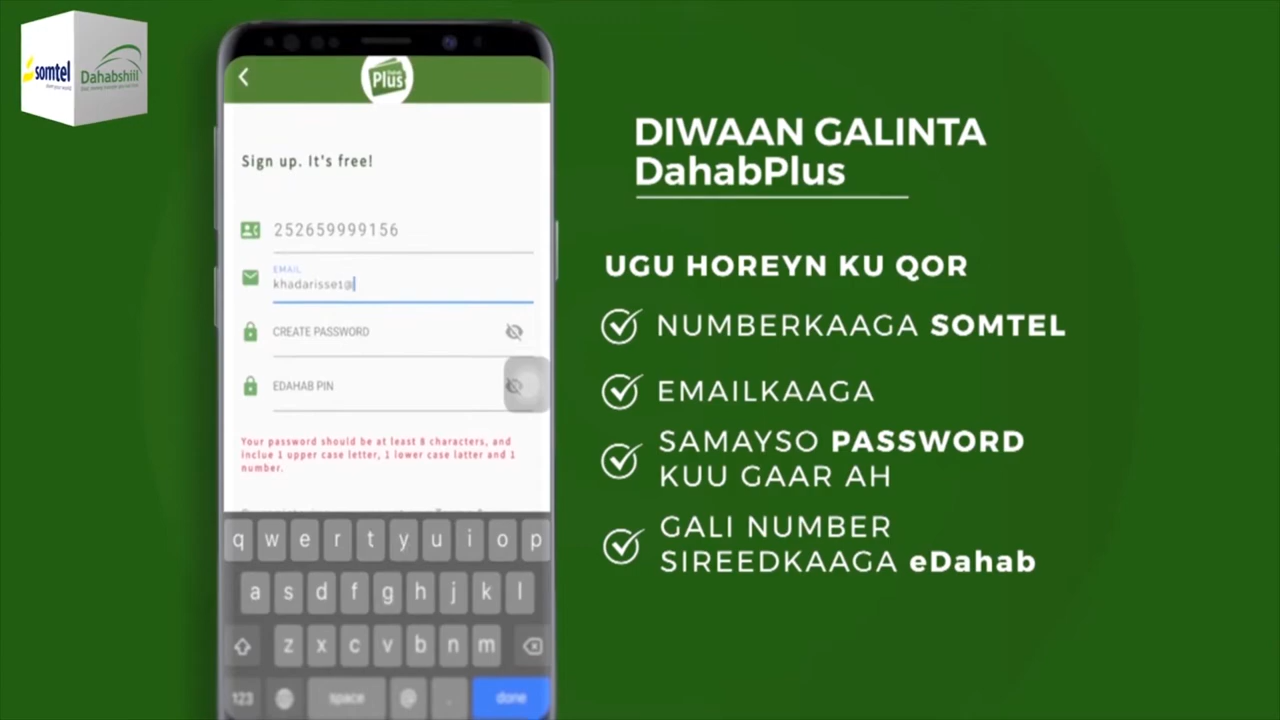 somtel
Dahabshiil
Plus
Sign up. It's free!
252659999156
EMAIL
khadarisset@
CREATE PASSWORD
EDAHAB PIN
Your password should be at least 8 characters, and
inclue 1 upper case letter, 1 lower case latter and 1
number.
q w e r t y u i o p
a s d f g h j k l
z x c v b n m
123 space @ . done
DIWAAN GALINTA
DahabPlus
UGU HOREYN KU QOR
NUMBERKAAGA SOMTEL
EMAILKAAGA
SAMAYSO PASSWORD
KUU GAAR AH
GALI NUMBER
SIREEDKAAGA eDahab